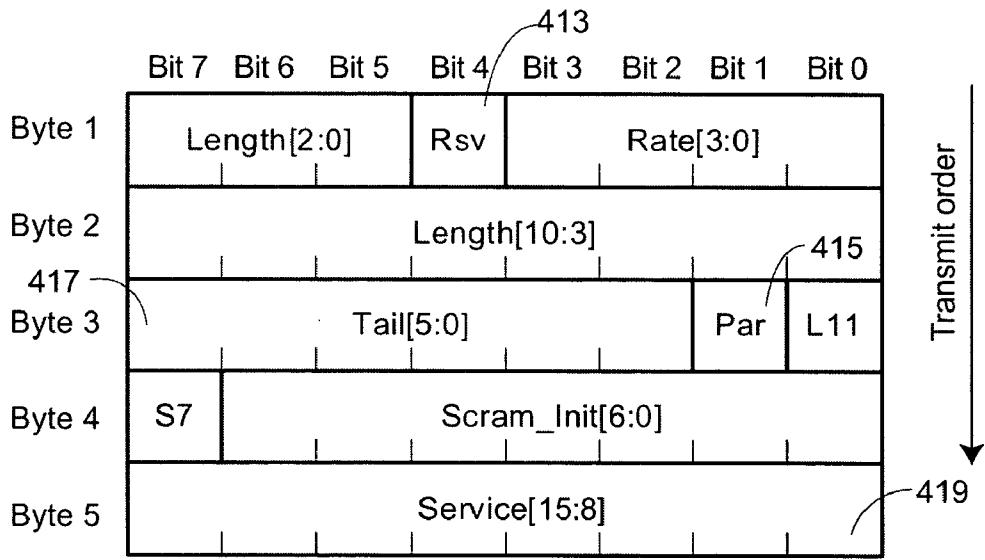 413
Bit 7 Bit 6 Bit 5 Bit 4 Bit 3 Bit 2 Bit 1 Bit 0
Byte 1 Length[2:0] Rsv Rate[3:0]
Byte 2 Length[10:3]
415
417
Byte 3 Tail[5:0] Par L11
Byte 4 S7 Scram_Init[6:0]
Byte 5 Service[15:8]
419
Transmit order